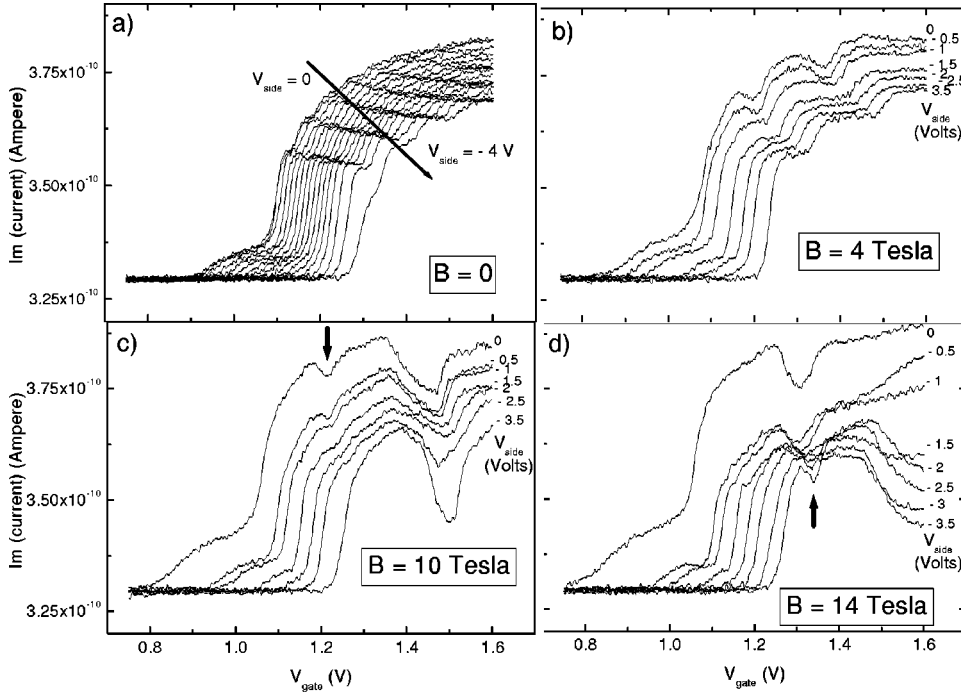 a)
Im (current) (Ampere)
3.75x10⁻¹⁰
3.50x10⁻¹⁰
3.25x10⁻¹⁰
V_side = 0
V_side = - 4 V
B = 0
b)
0
- 0.5
- 1
- 1.5
- 2
- 2.5
3.5
V_side
(Volts)
B = 4 Tesla
c)
Im (current) (Ampere)
3.75x10⁻¹⁰
3.50x10⁻¹⁰
3.25x10⁻¹⁰
0
- 0.5
- 1
- 1.5
- 2
- 2.5
- 3.5
V_side
(Volts)
B = 10 Tesla
0.8 1.0 1.2 1.4 1.6
V_gate (V)
d)
0
- 0.5
- 1
- 1.5
- 2
- 2.5
- 3
- 3.5
V_side
(Volts)
B = 14 Tesla
0.8 1.0 1.2 1.4 1.6
V_gate (V)